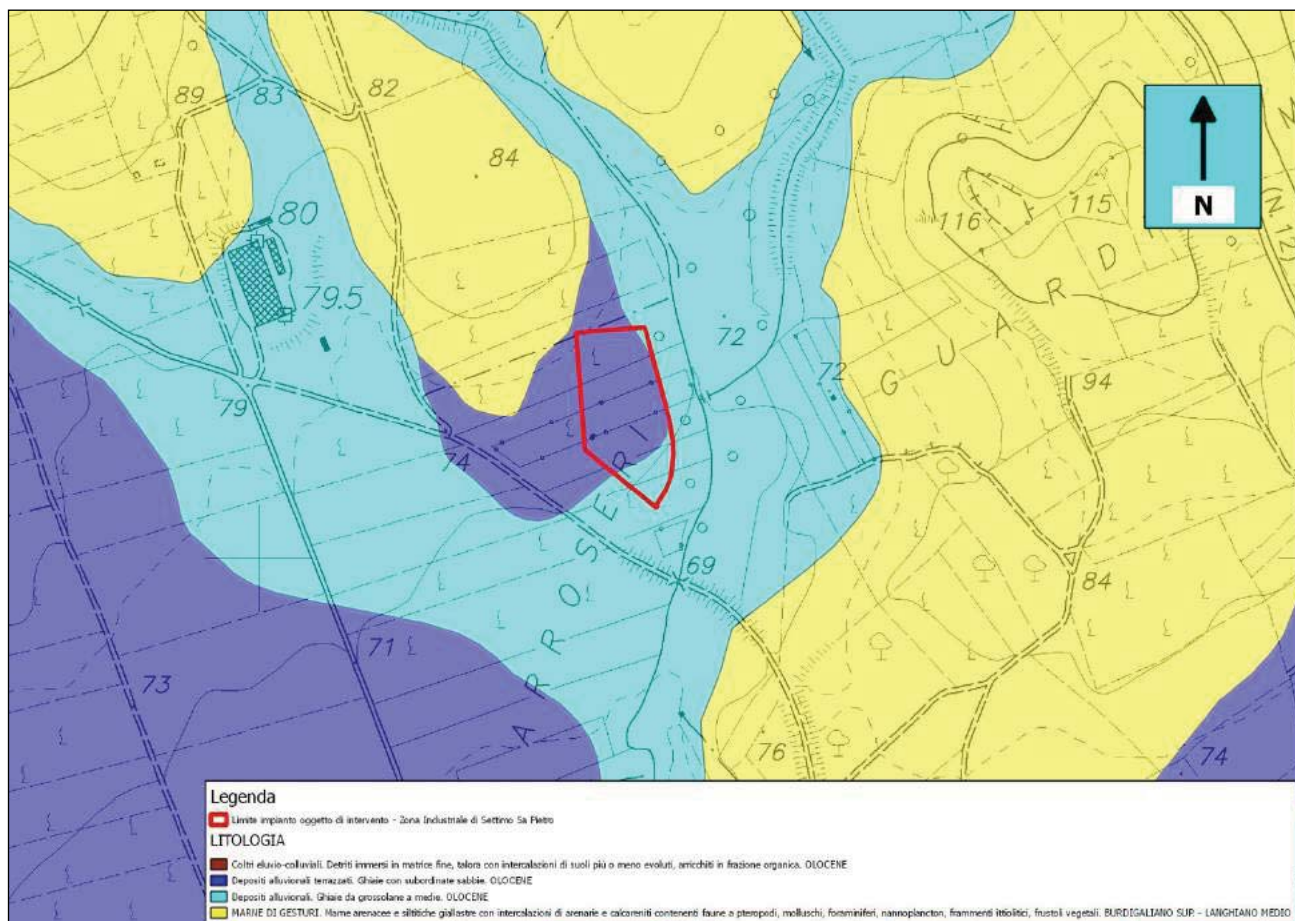 89
83
82
84
80
79.5
79
74
N
116
115
(N. 12)
N
D
R
A
U
G
72
72
94
84
I
R
E
S
O
R
R
A
69
71
73
76
74
Legenda
Limite impianto oggetto di intervento - Zona Industriale di Settimo Sa Pietro
LITOLOGIA
Coltri eluvio-colluviali. Detriti immersi in matrice fine, talora con intercalazioni di suoli più o meno evoluti, arricchiti in frazione organica. OLOCENE
Depositi alluvionali terrazzati. Ghiaie con subordinate sabbie. OLOCENE
Depositi alluvionali. Ghiaie da grossolane a medie. OLOCENE
MARNE DI GESTURI. Marne arenacee e siltitiche giallastre con intercalazioni di arenarie e calcareniti contenenti faune a pteropodi, molluschi, foraminiferi, nannoplancton, frammenti ittiolitici, frustoli vegetali. BURDIGALIANO SUP. - LANGHIANO MEDIO